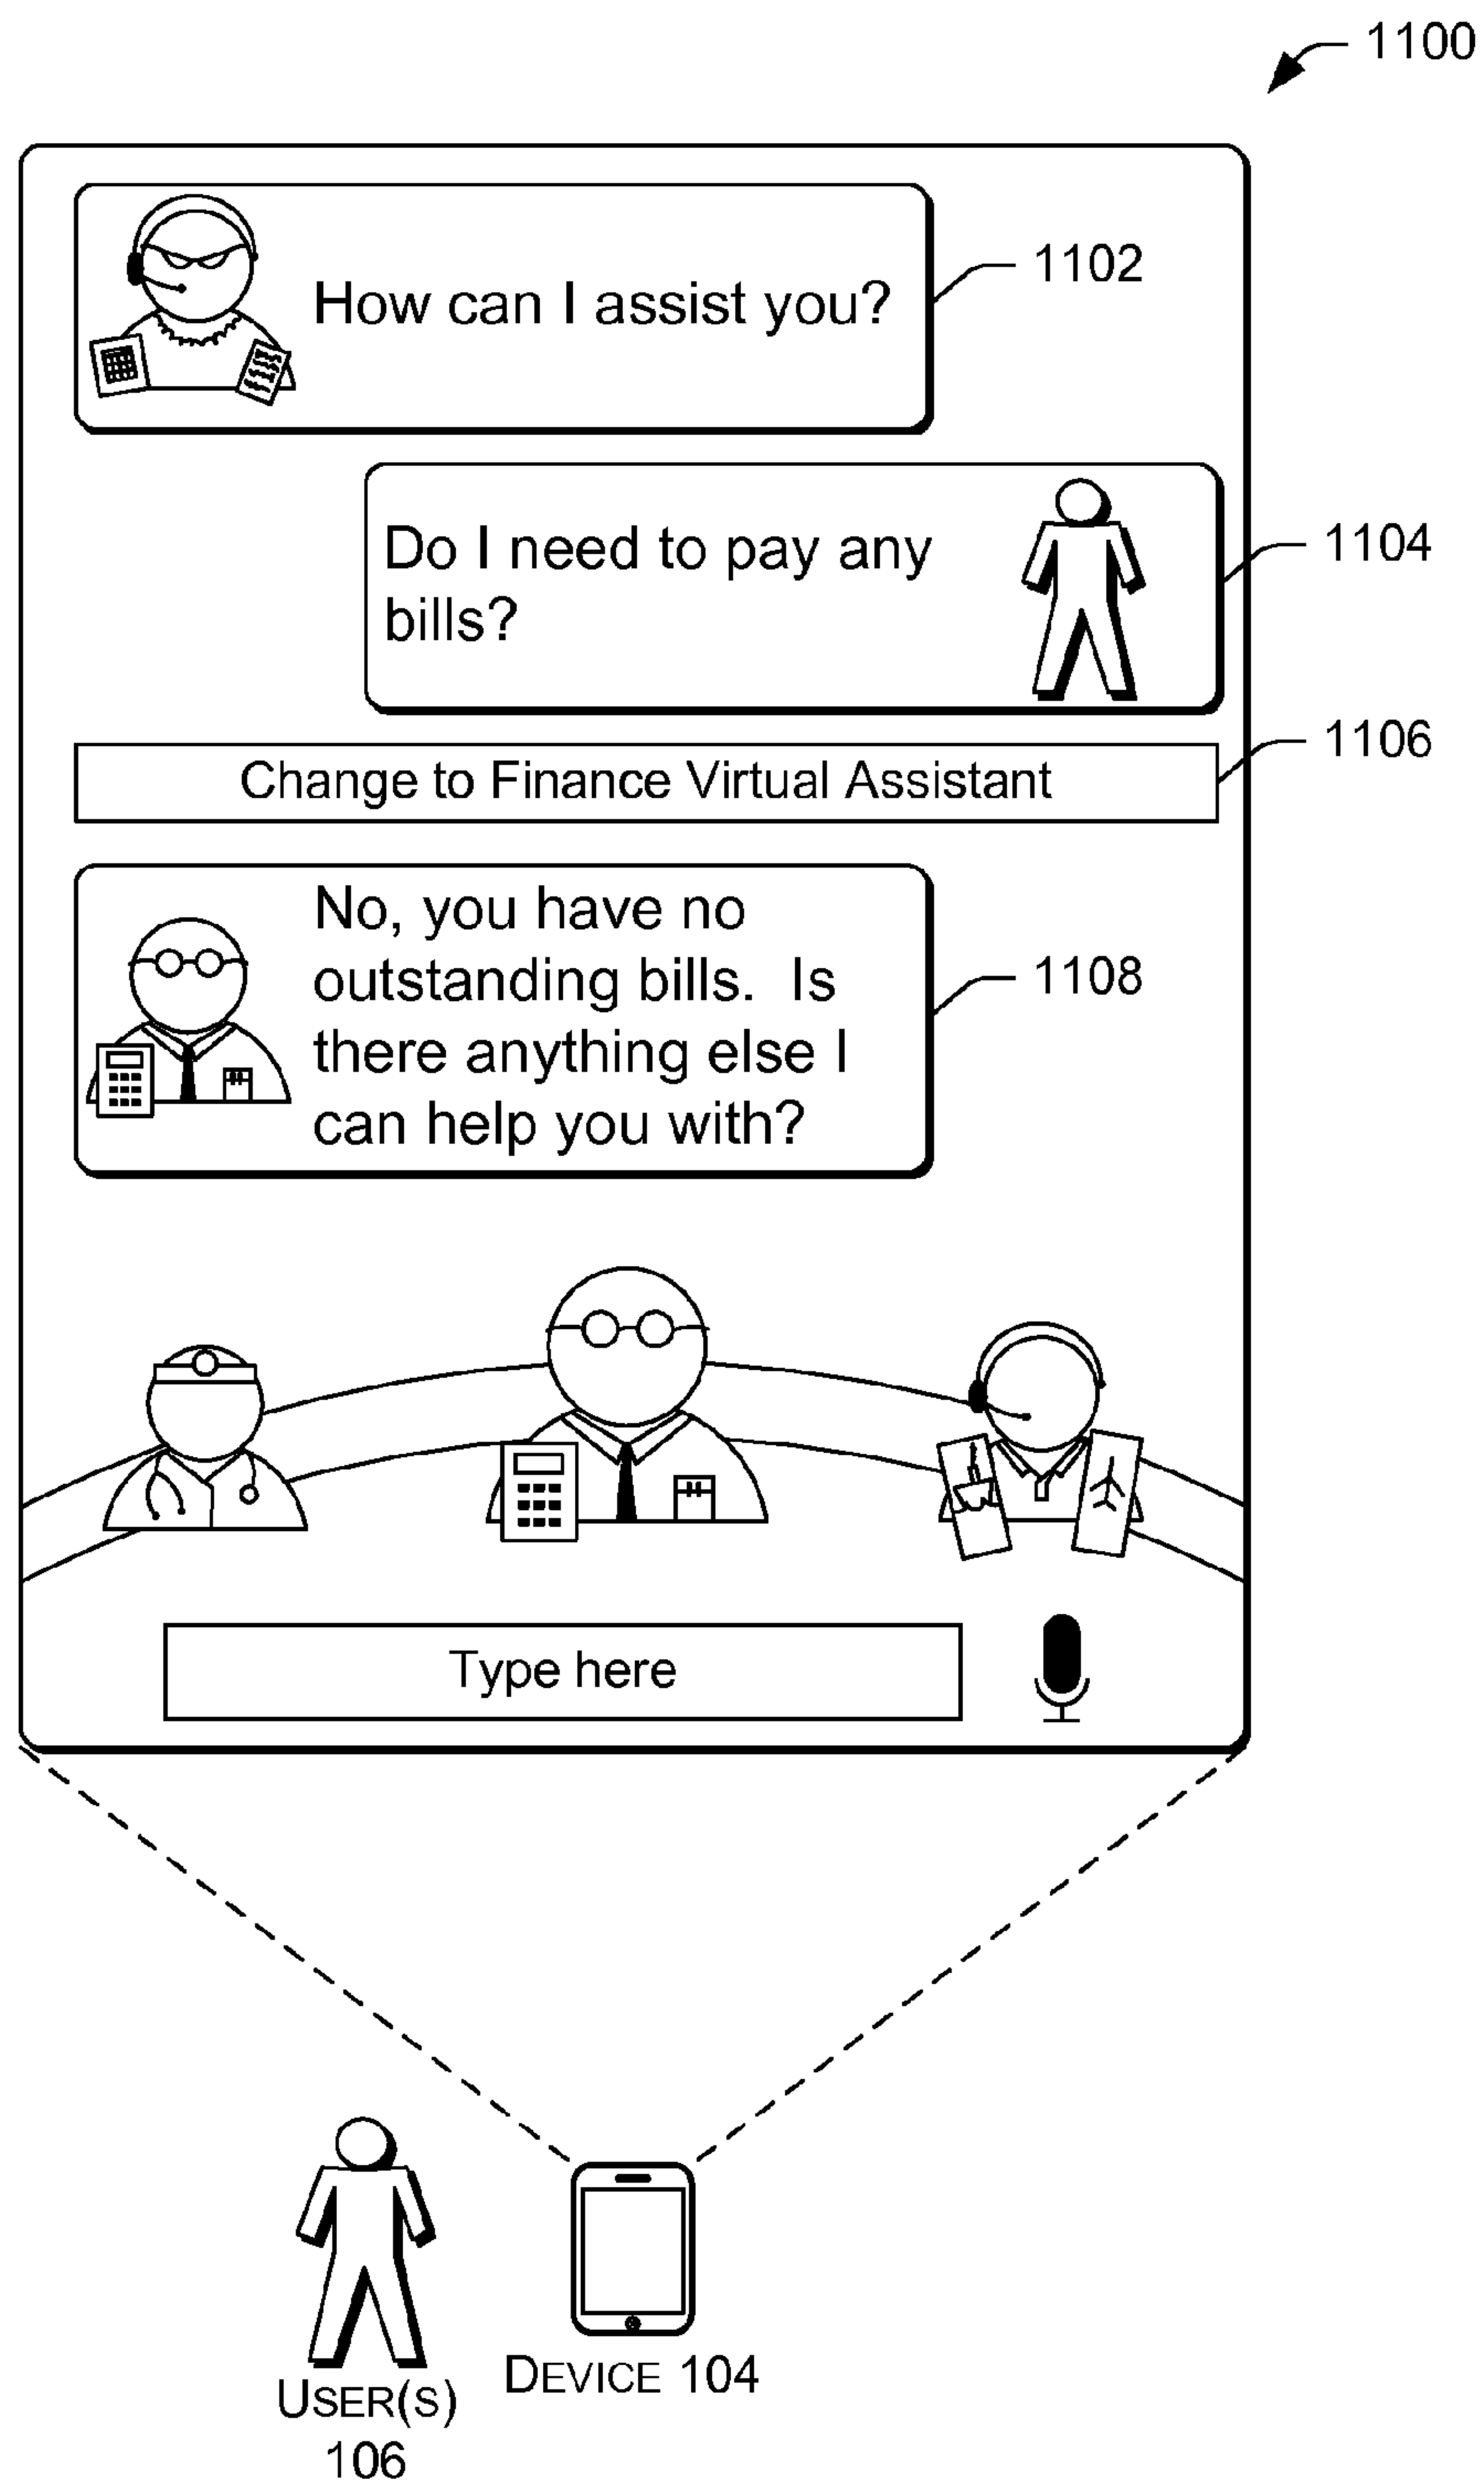 1100
How can I assist you?
1102
Do I need to pay any
bills?
1104
1106
Change to Finance Virtual Assistant
No, you have no
outstanding bills.  Is
there anything else I
can help you with?
1108
Type here
DEVICE 104
USER(S)
106